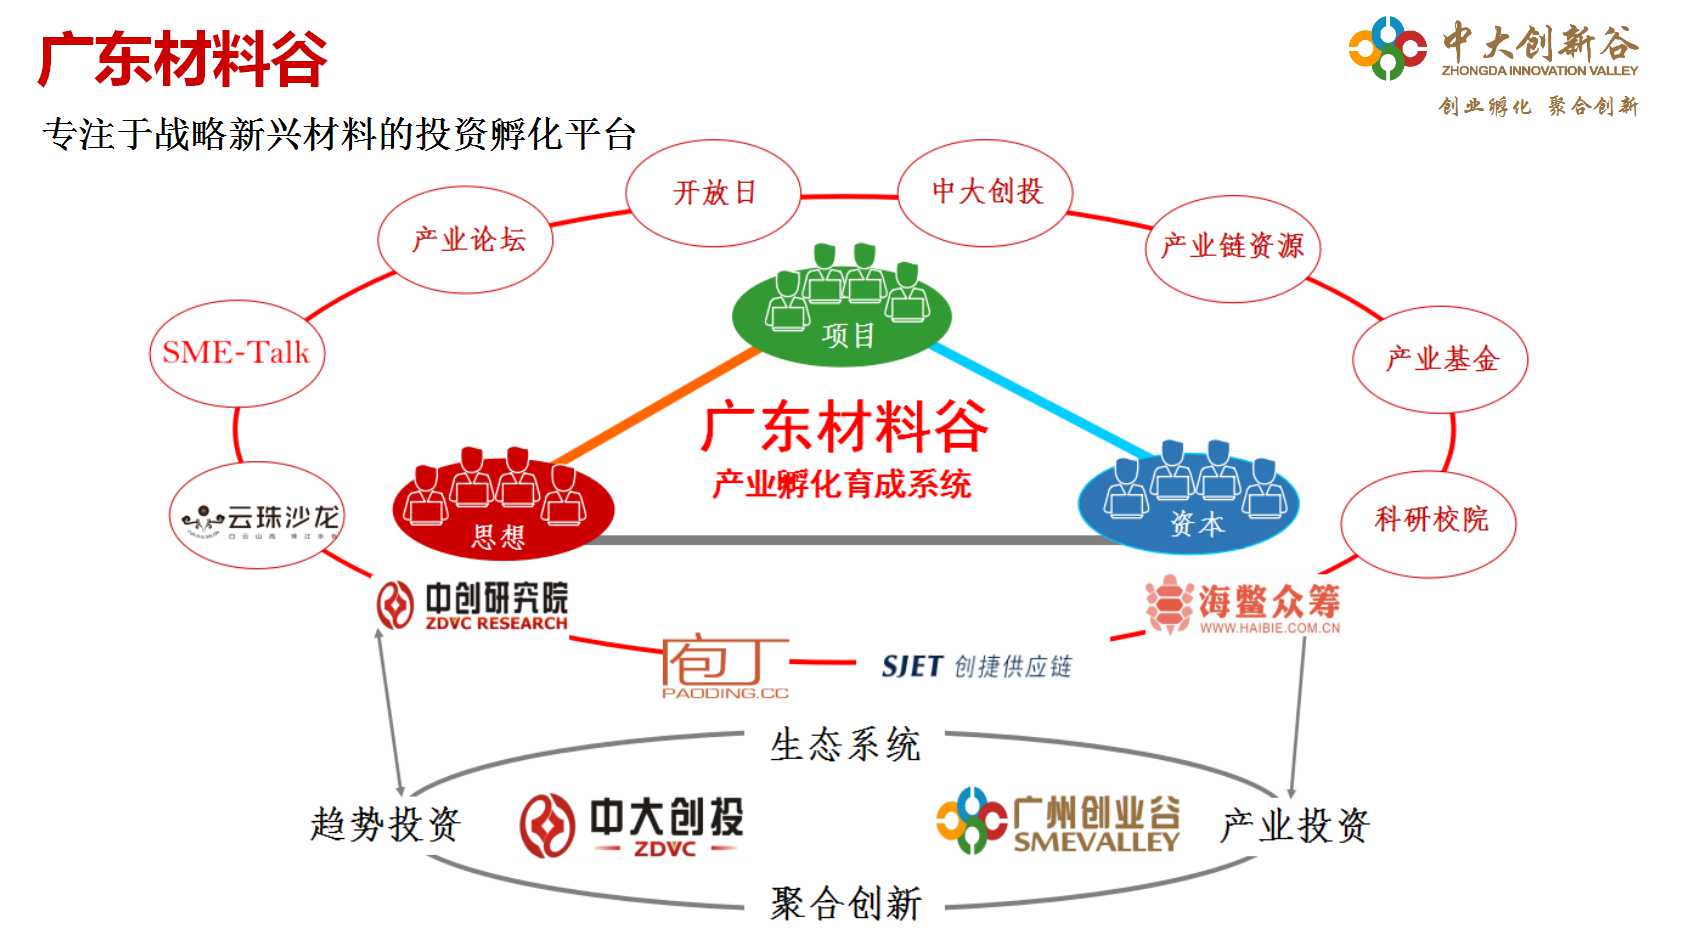 广东材料谷
专注于战略新兴材料的投资孵化平台
中大创新谷
ZHONGDA INNOVATION VALLEY
创业孵化 聚合创新
开放日
中大创投
产业论坛
产业链资源
SME-Talk
产业基金
项目
广东材料谷
产业孵化育成系统
云珠沙龙
思想
资本
科研校院
中创研究院
ZDVC RESEARCH
海鳖众筹
WWW.HAIBIE.COM.CN
庖丁
PAODING.CC
SJET 创捷供应链
生态系统
趋势投资
中大创投
ZDVC
广州创业谷
SMEVALLEY
产业投资
聚合创新